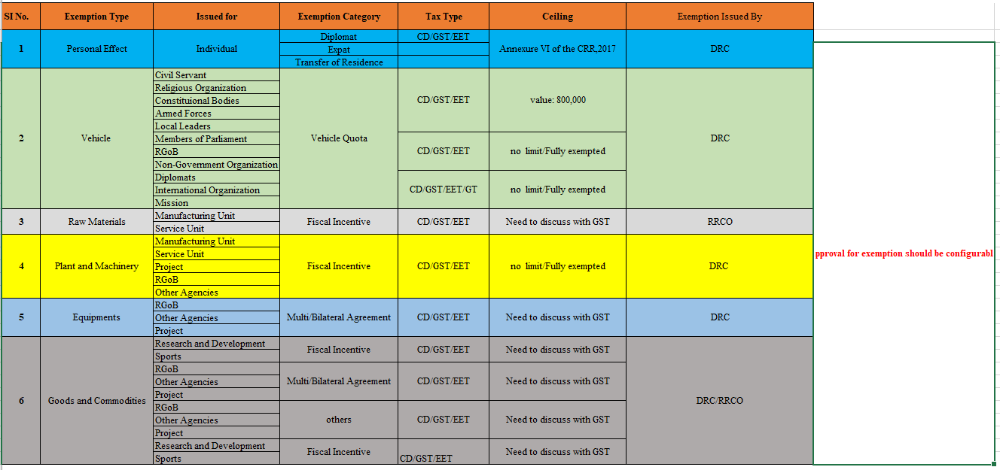 SI No. Exemption Type Issued for Exemption Category Tax Type Ceiling Exemption Issued By
1 Personal Effect Individual Diplomat CD/GST/EET Annexure VI of the CRR,2017 DRC
Expat
Transfer of Residence
2 Vehicle Civil Servant Vehicle Quota CD/GST/EET value: 800,000 DRC
Religious Organization
Constituional Bodies
Armed Forces
Local Leaders
Members of Parliament CD/GST/EET no limit/Fully exempted
RGoB
Non-Government Organization
Diplomats CD/GST/EET/GT no limit/Fully exempted
International Organization
Mission
3 Raw Materials Manufacturing Unit Fiscal Incentive CD/GST/EET Need to discuss with GST RRCO
Service Unit
4 Plant and Machinery Manufacturing Unit Fiscal Incentive CD/GST/EET no limit/Fully exempted DRC
Service Unit
Project
RGoB
Other Agencies
pproval for exemption should be configurabl
5 Equipments RGoB Multi/Bilateral Agreement CD/GST/EET Need to discuss with GST DRC
Other Agencies
Project
6 Goods and Commodities Research and Development Fiscal Incentive CD/GST/EET Need to discuss with GST DRC/RRCO
Sports
RGoB Multi/Bilateral Agreement CD/GST/EET Need to discuss with GST
Other Agencies
Project
RGoB others CD/GST/EET Need to discuss with GST
Other Agencies
Project
Research and Development Fiscal Incentive CD/GST/EET Need to discuss with GST
Sports